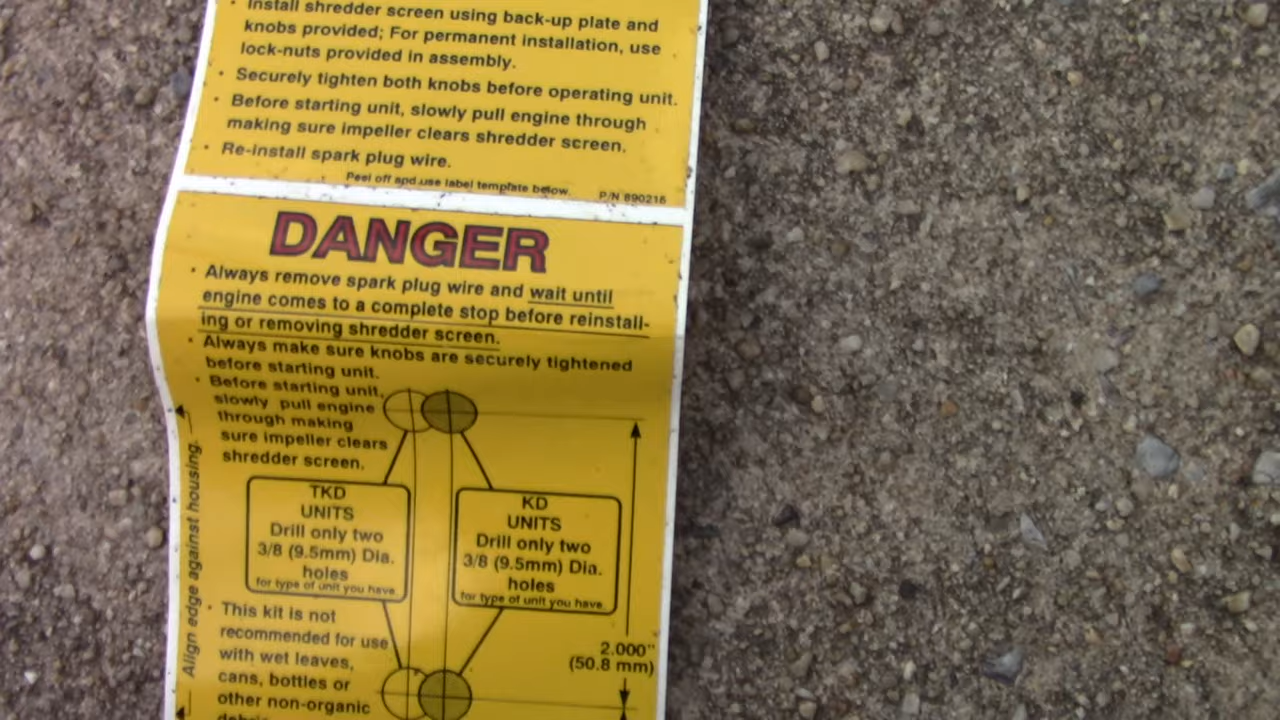 • Install shredder screen using back-up plate and
knobs provided; For permanent installation, use
lock-nuts provided in assembly.
• Securely tighten both knobs before operating unit.
• Before starting unit, slowly pull engine through
making sure impeller clears shredder screen.
• Re-install spark plug wire.
Peel off and use label template below.
P/N 890216
DANGER
• Always remove spark plug wire and wait until
engine comes to a complete stop before reinstall-
ing or removing shredder screen.
• Always make sure knobs are securely tightened
before starting unit.
• Before starting unit,
slowly pull engine
through making
sure impeller clears
shredder screen.
Align edge against housing.
TKD
UNITS
Drill only two
3/8 (9.5mm) Dia.
holes
for type of unit you have
KD
UNITS
Drill only two
3/8 (9.5mm) Dia.
holes
for type of unit you have
• This kit is not
recommended for use
with wet leaves,
cans, bottles or
other non-organic
2.000"
(50.8 mm)